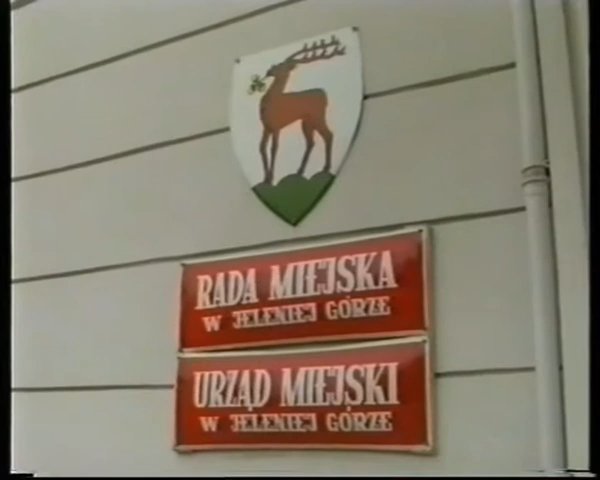 RADA MIEJSKA
W JELENIEJ GÓRZE
URZĄD MIEJSKI
W JELENIEJ GÓRZE